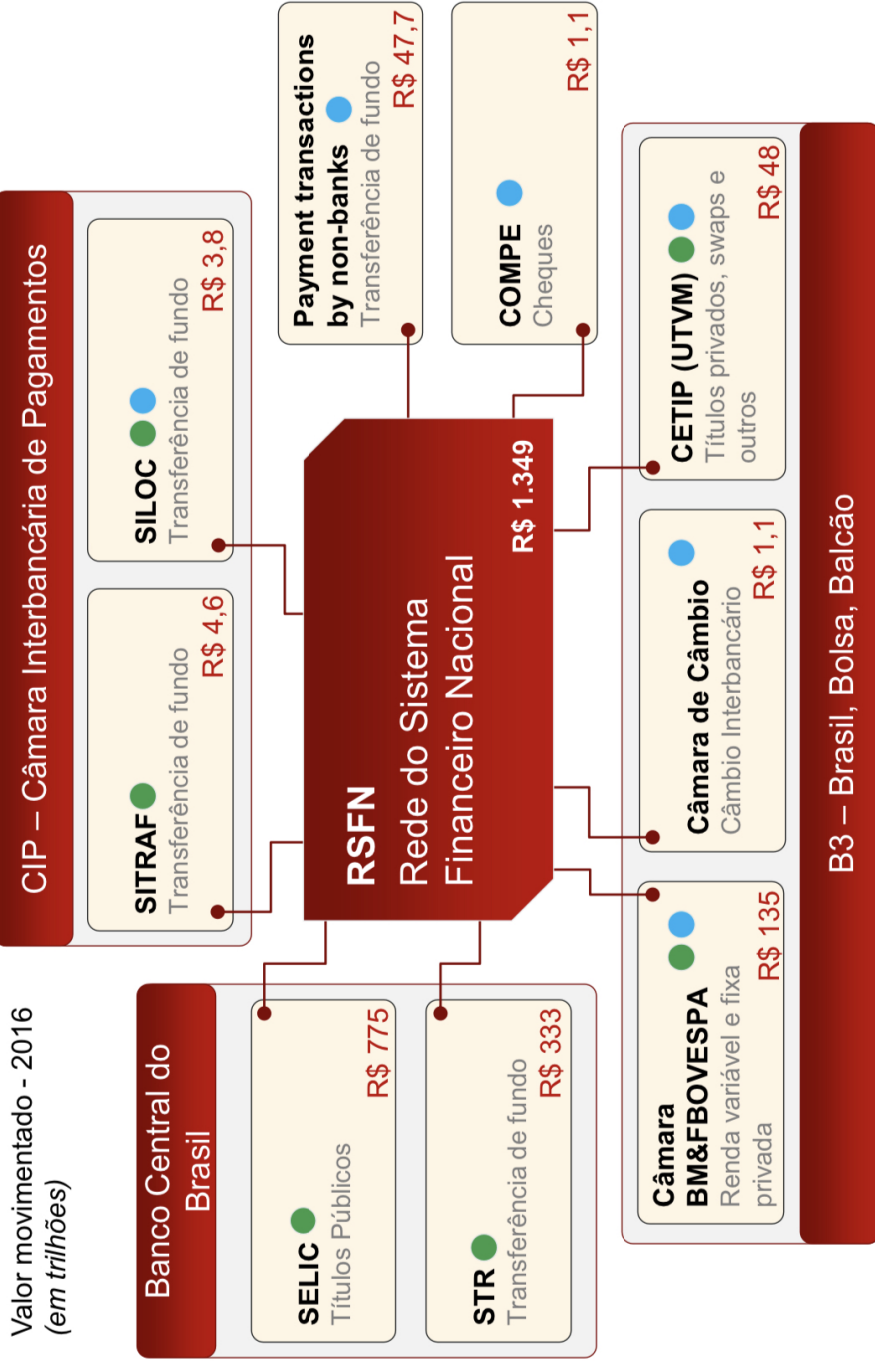 Valor movimentado - 2016
(em trilhões)
CIP – Câmara Interbancária de Pagamentos
SITRAF
Transferência de fundo
R$ 4,6
SILOC
Transferência de fundo
R$ 3,8
Banco Central do
Brasil
SELIC
Títulos Públicos
R$ 775
STR
Transferência de fundo
R$ 333
RSFN
Rede do Sistema
Financeiro Nacional
R$ 1.349
Payment transactions
by non-banks
Transferência de fundo
R$ 47,7
COMPE
Cheques
R$ 1,1
Câmara
BM&FBOVESPA
Renda variável e fixa
privada
R$ 135
Câmara de Câmbio
Câmbio Interbancário
R$ 1,1
CETIP (UTVM)
Títulos privados, swaps e
outros
R$ 48
B3 – Brasil, Bolsa, Balcão